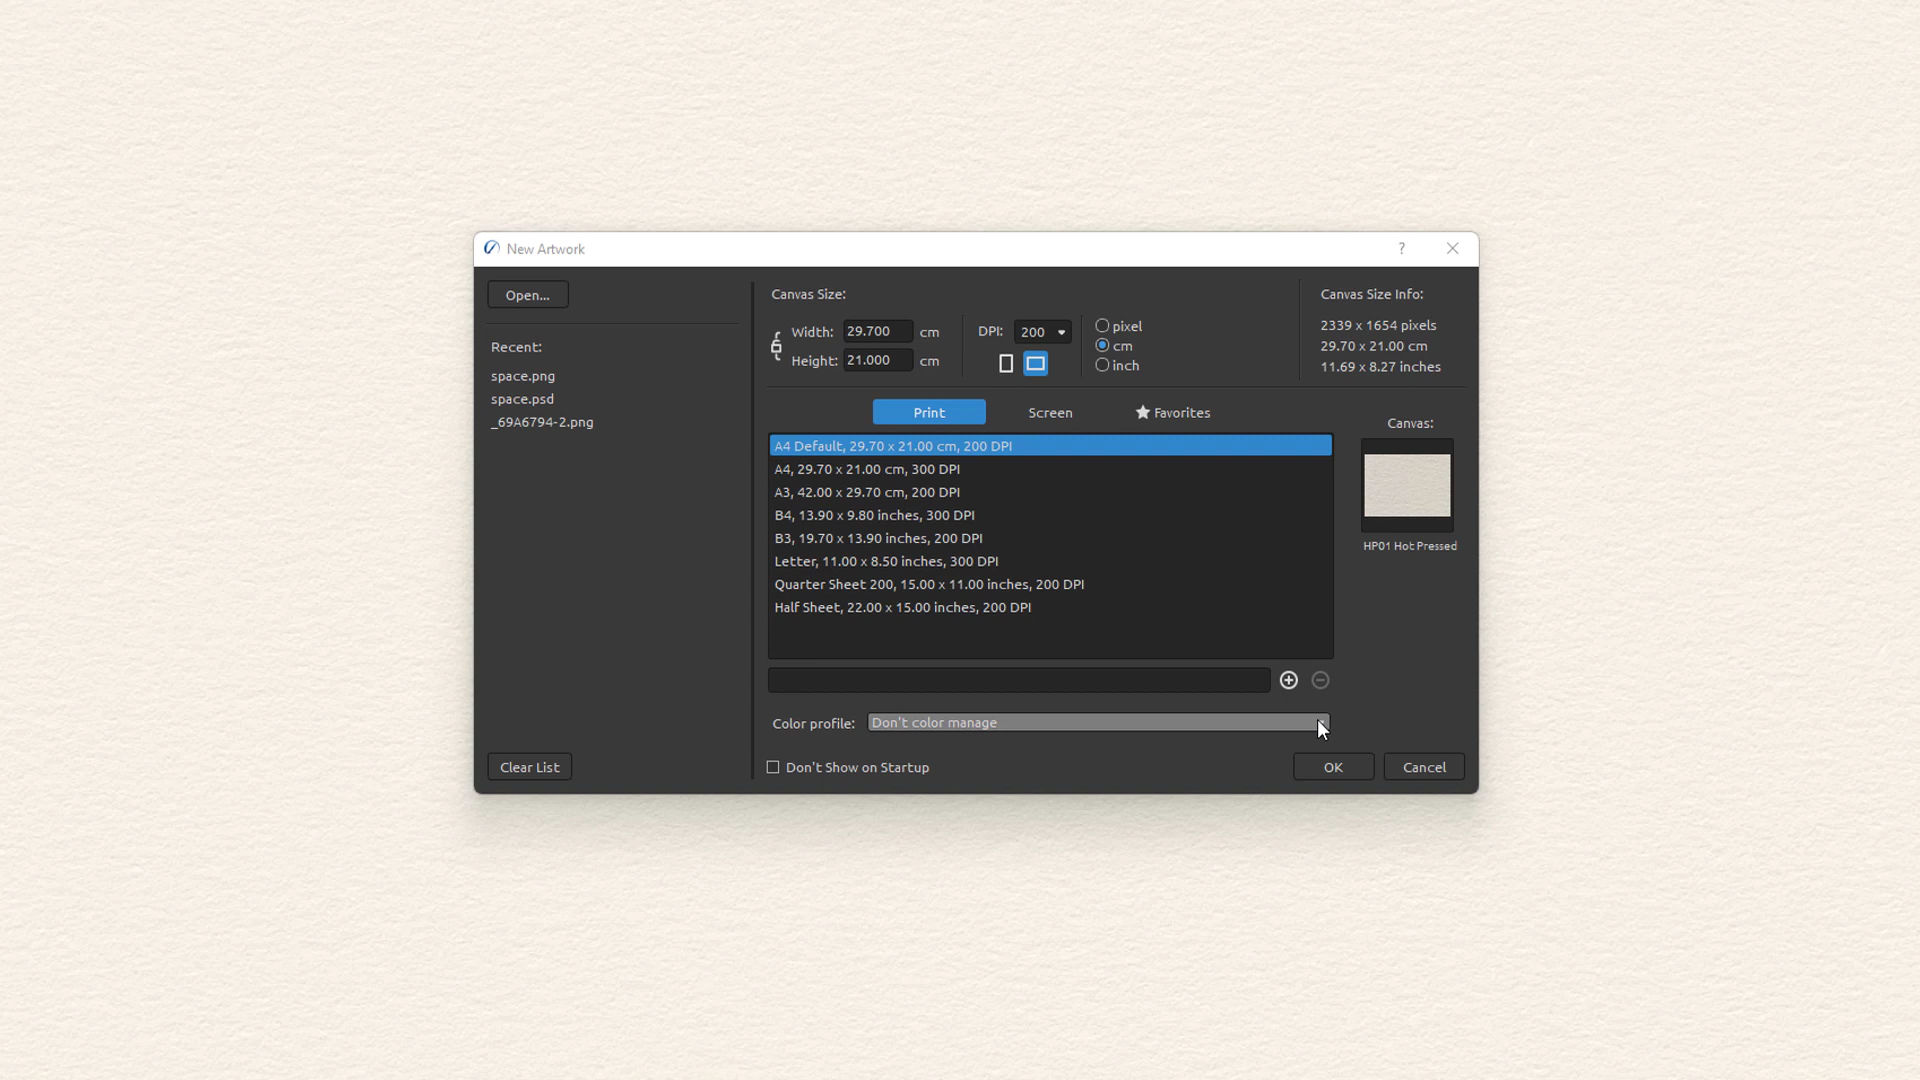 New Artwork
?
Open...
Recent:
space.png
space.psd
_69A6794-2.png
Clear List
Canvas Size:
Width: 29.700 cm
Height: 21.000 cm
DPI: 200
pixel
cm
inch
Canvas Size Info:
2339 x 1654 pixels
29.70 x 21.00 cm
11.69 x 8.27 inches
Print Screen Favorites
A4 Default, 29.70 x 21.00 cm, 200 DPI
A4, 29.70 x 21.00 cm, 300 DPI
A3, 42.00 x 29.70 cm, 200 DPI
B4, 13.90 x 9.80 inches, 300 DPI
B3, 19.70 x 13.90 inches, 200 DPI
Letter, 11.00 x 8.50 inches, 300 DPI
Quarter Sheet 200, 15.00 x 11.00 inches, 200 DPI
Half Sheet, 22.00 x 15.00 inches, 200 DPI
Canvas:
HP01 Hot Pressed
Color profile: Don't color manage
Don't Show on Startup
OK
Cancel